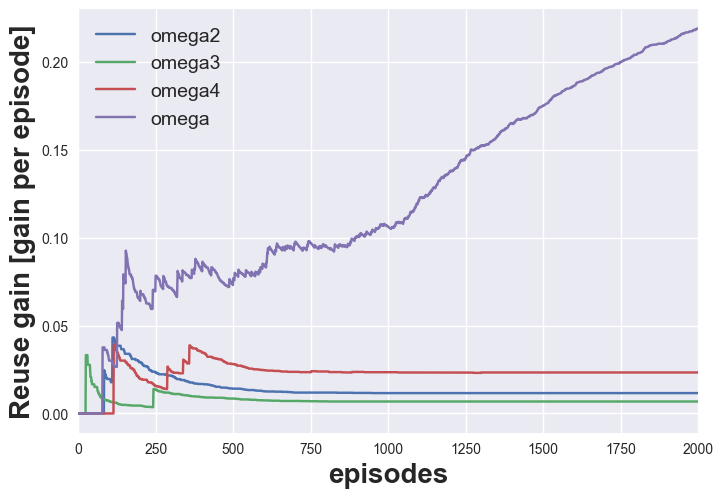 Reuse gain [gain per episode]
0.20
0.15
0.10
0.05
0.00
omega2
omega3
omega4
omega
0 250 500 750 1000 1250 1500 1750 2000
episodes